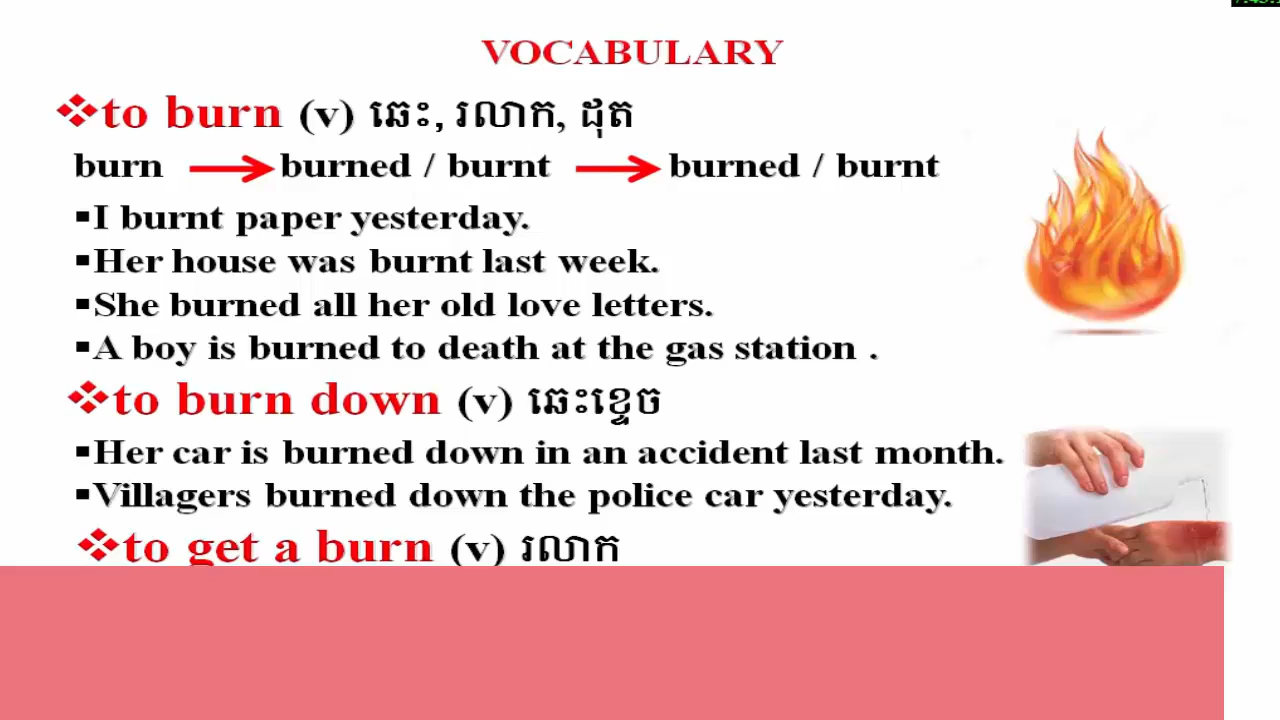 VOCABULARY
❖to burn (v) ឆេះ, រលាក, ដុត
burn → burned / burnt → burned / burnt
▪I burnt paper yesterday.
▪Her house was burnt last week.
▪She burned all her old love letters.
▪A boy is burned to death at the gas station .
❖to burn down (v) ឆេះខ្ទេច
▪Her car is burned down in an accident last month.
▪Villagers burned down the police car yesterday.
❖to get a burn (v) រលាក